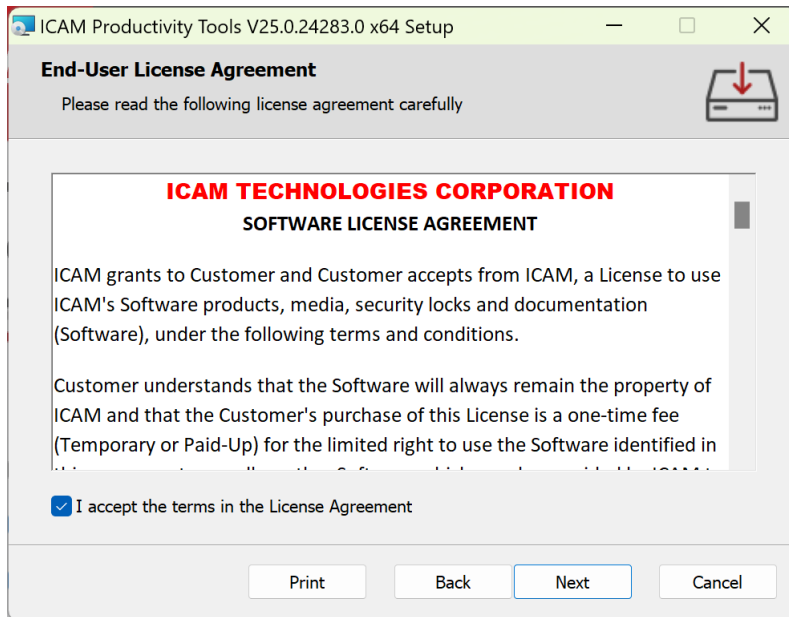 ICAM Productivity Tools V25.0.24283.0 x64 Setup
End-User License Agreement
Please read the following license agreement carefully
ICAM TECHNOLOGIES CORPORATION
SOFTWARE LICENSE AGREEMENT
ICAM grants to Customer and Customer accepts from ICAM, a License to use
ICAM's Software products, media, security locks and documentation
(Software), under the following terms and conditions.
Customer understands that the Software will always remain the property of
ICAM and that the Customer's purchase of this License is a one-time fee
(Temporary or Paid-Up) for the limited right to use the Software identified in
I accept the terms in the License Agreement
Print Back Next Cancel